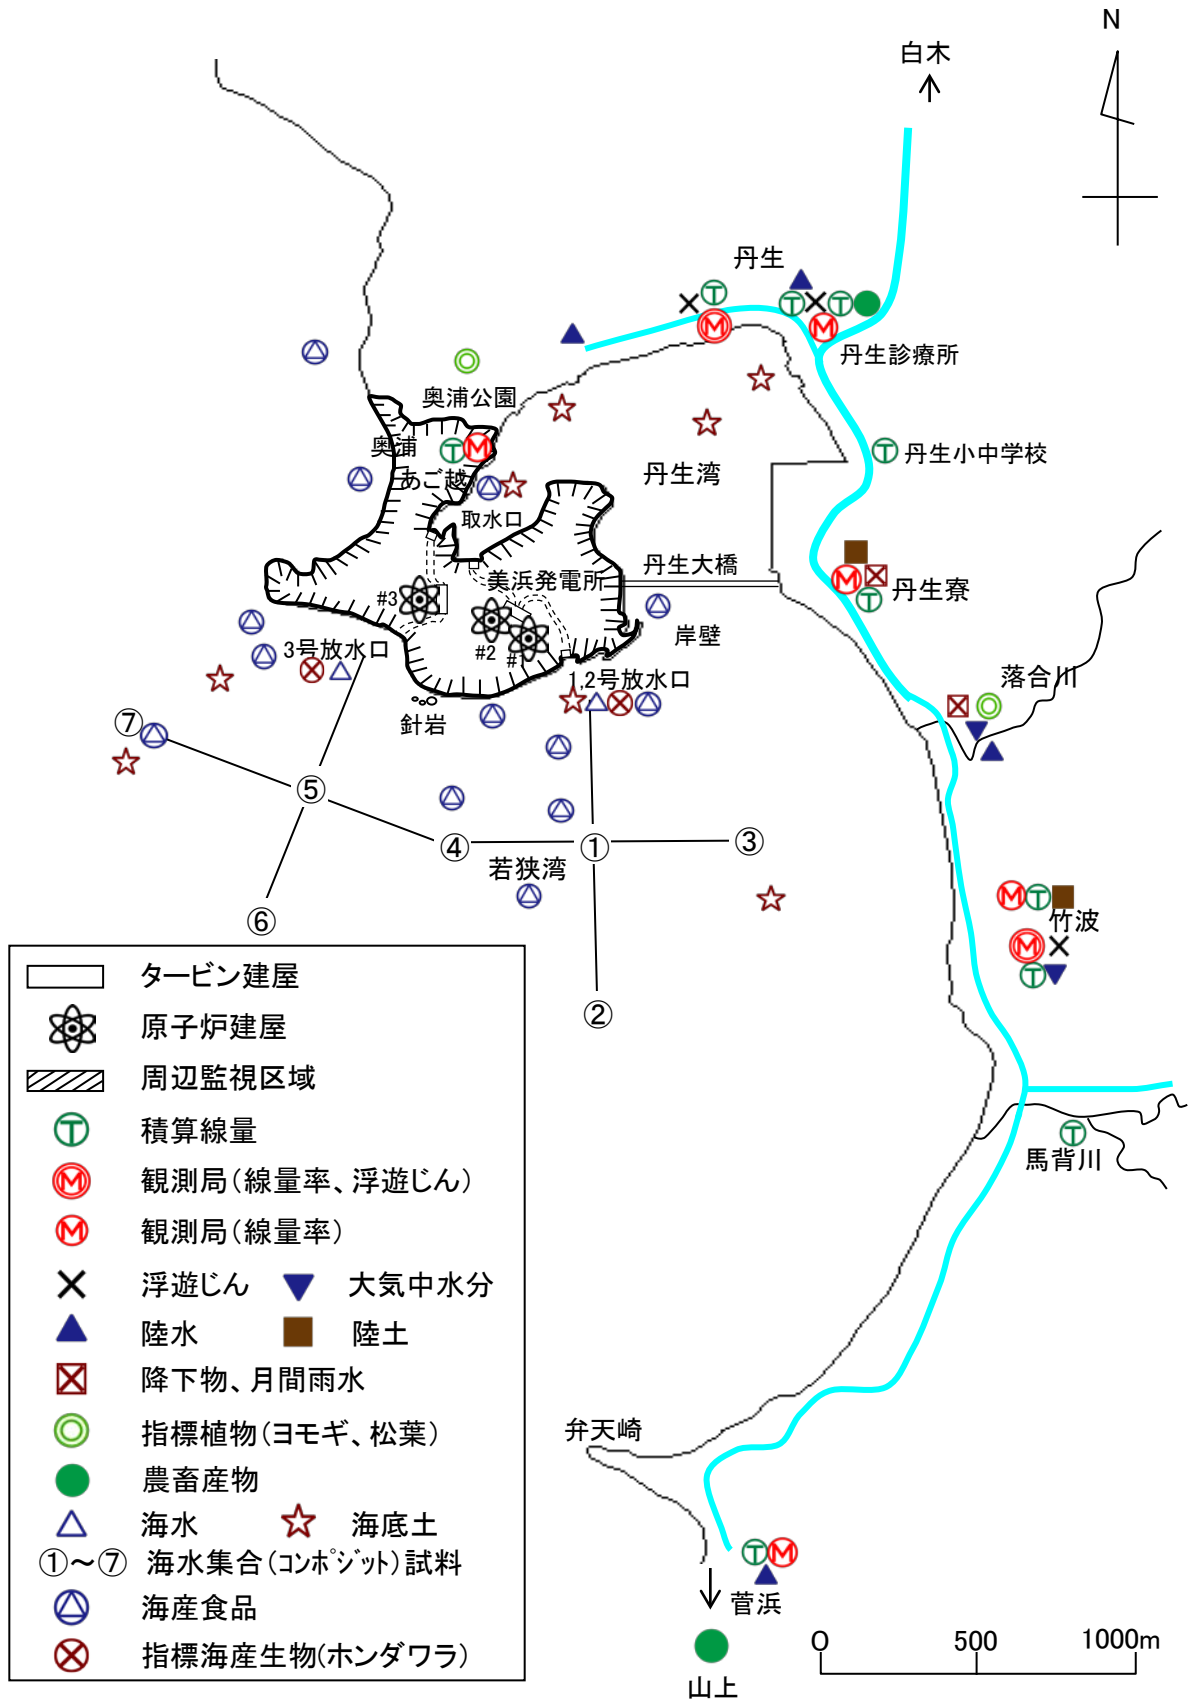 N
白木
丹生
丹生診療所
奥浦公園
奥浦
あご越
丹生小中学校
丹生湾
取水口
美浜発電所
丹生大橋
丹生寮
#3
#2
#1
岸壁
3号放水口
1,2号放水口
落合川
針岩
⑦
⑤
④
①
③
若狭湾
⑥
②
竹波
馬背川
弁天崎
菅浜
山上
タービン建屋
原子炉建屋
周辺監視区域
積算線量
観測局(線量率、浮遊じん)
観測局(線量率)
浮遊じん 大気中水分
陸水 陸土
降下物、月間雨水
指標植物(ヨモギ、松葉)
農畜産物
海水 海底土
①～⑦ 海水集合(コンポジット)試料
海産食品
指標海産生物(ホンダワラ)
0 500 1000m